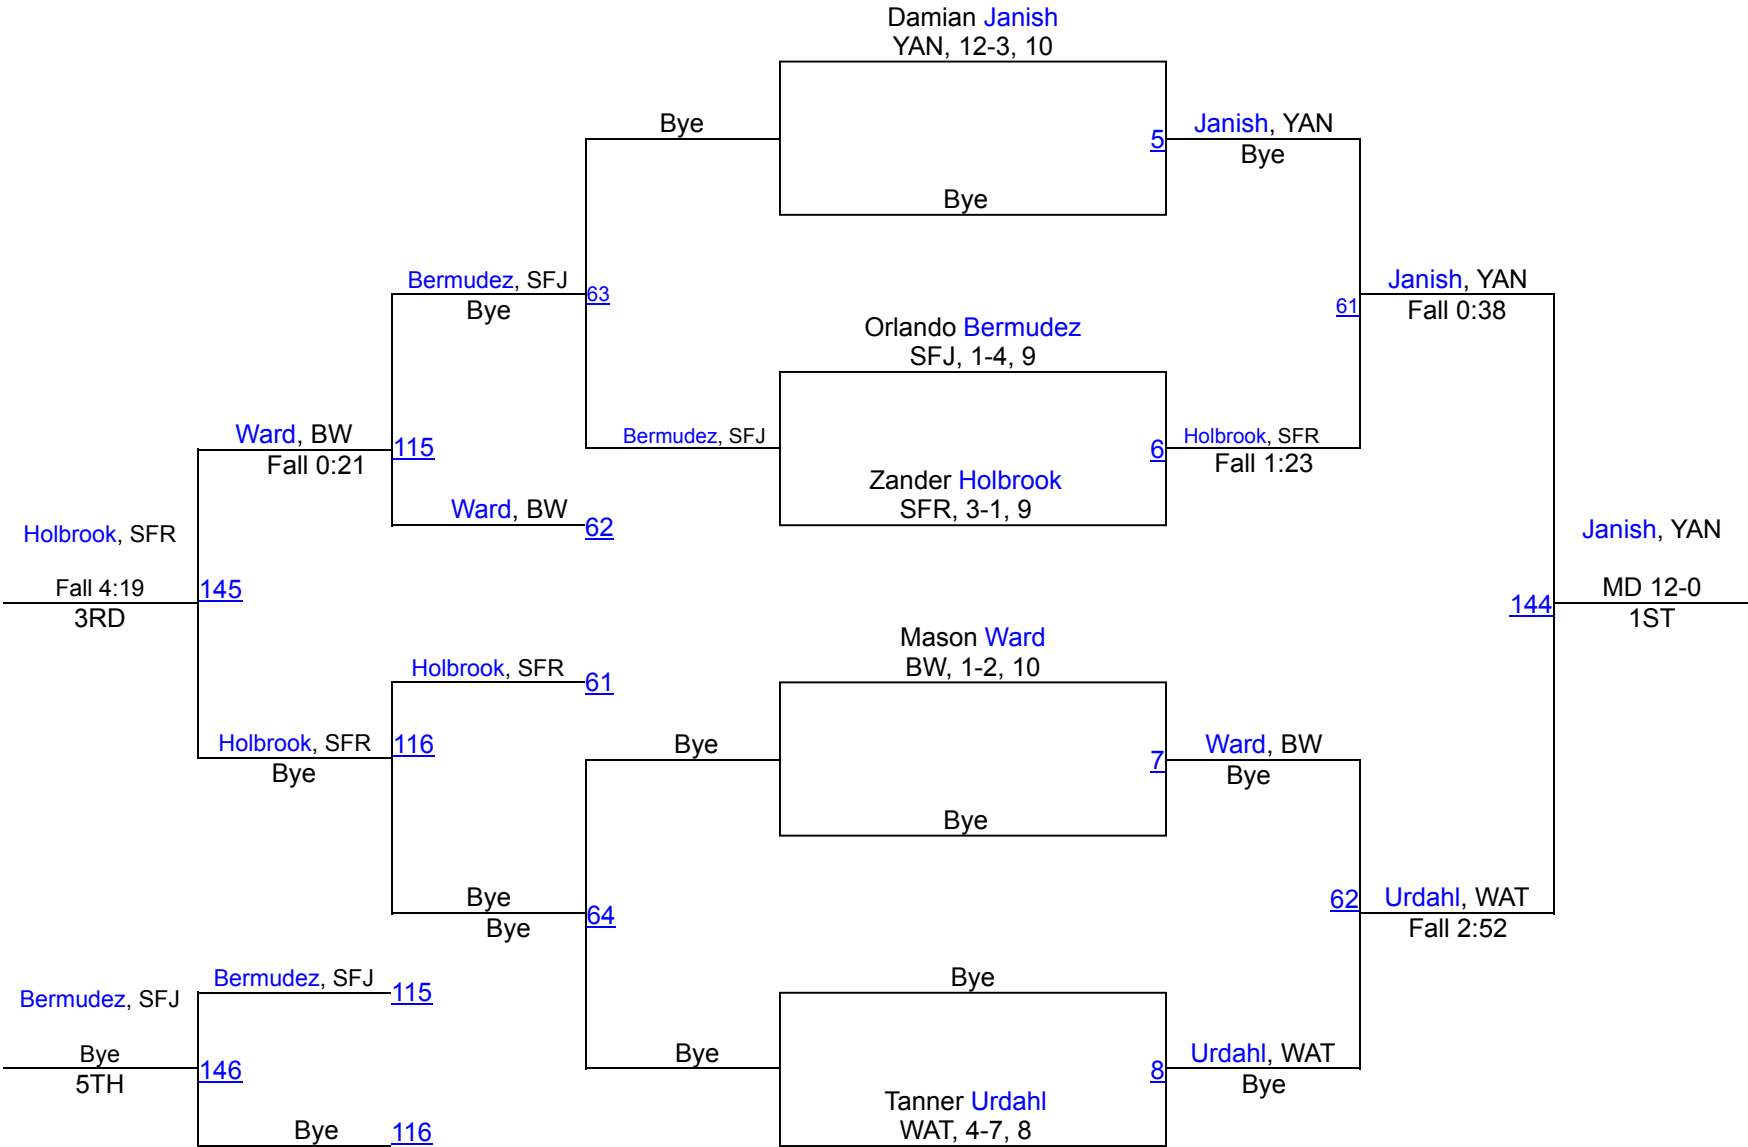 Damian Janish
YAN, 12-3, 10
Bye
5
Janish, YAN
Bye
Bye
Bermudez, SFJ
Bye
63
Orlando Bermudez
SFJ, 1-4, 9
61
Janish, YAN
Fall 0:38
Ward, BW
Fall 0:21
115
Bermudez, SFJ
6
Holbrook, SFR
Fall 1:23
Zander Holbrook
SFR, 3-1, 9
Ward, BW
62
Holbrook, SFR
Fall 4:19
3RD
145
Janish, YAN
MD 12-0
1ST
144
Mason Ward
BW, 1-2, 10
Holbrook, SFR
61
Holbrook, SFR
Bye
116
Bye
7
Ward, BW
Bye
Bye
Bye
Bye
64
62
Urdahl, WAT
Fall 2:52
Bermudez, SFJ
115
Bye
Bermudez, SFJ
Bye
5TH
146
Bye
8
Urdahl, WAT
Bye
Tanner Urdahl
WAT, 4-7, 8
Bye
116